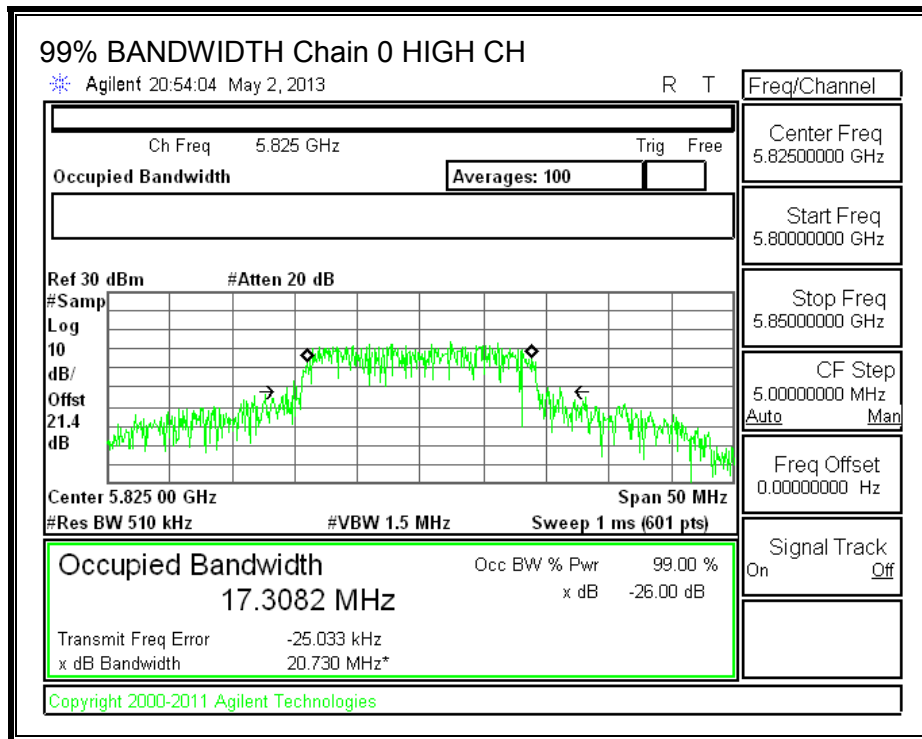 99% BANDWIDTH Chain 0 HIGH CH
Agilent 20:54:04 May 2, 2013 R T
Freq/Channel
Ch Freq 5.825 GHz Trig Free
Occupied Bandwidth Averages: 100
Ref 30 dBm #Atten 20 dB
#Samp
Log
10
dB/
Offst
21.4
dB
Center 5.825 00 GHz Span 50 MHz
#Res BW 510 kHz #VBW 1.5 MHz Sweep 1 ms (601 pts)
Occupied Bandwidth Occ BW % Pwr 99.00 %
17.3082 MHz x dB -26.00 dB
Transmit Freq Error -25.033 kHz
x dB Bandwidth 20.730 MHz*
Copyright 2000-2011 Agilent Technologies
Center Freq
5.82500000 GHz
Start Freq
5.80000000 GHz
Stop Freq
5.85000000 GHz
CF Step
5.00000000 MHz
Auto Man
Freq Offset
0.00000000 Hz
Signal Track
On Off